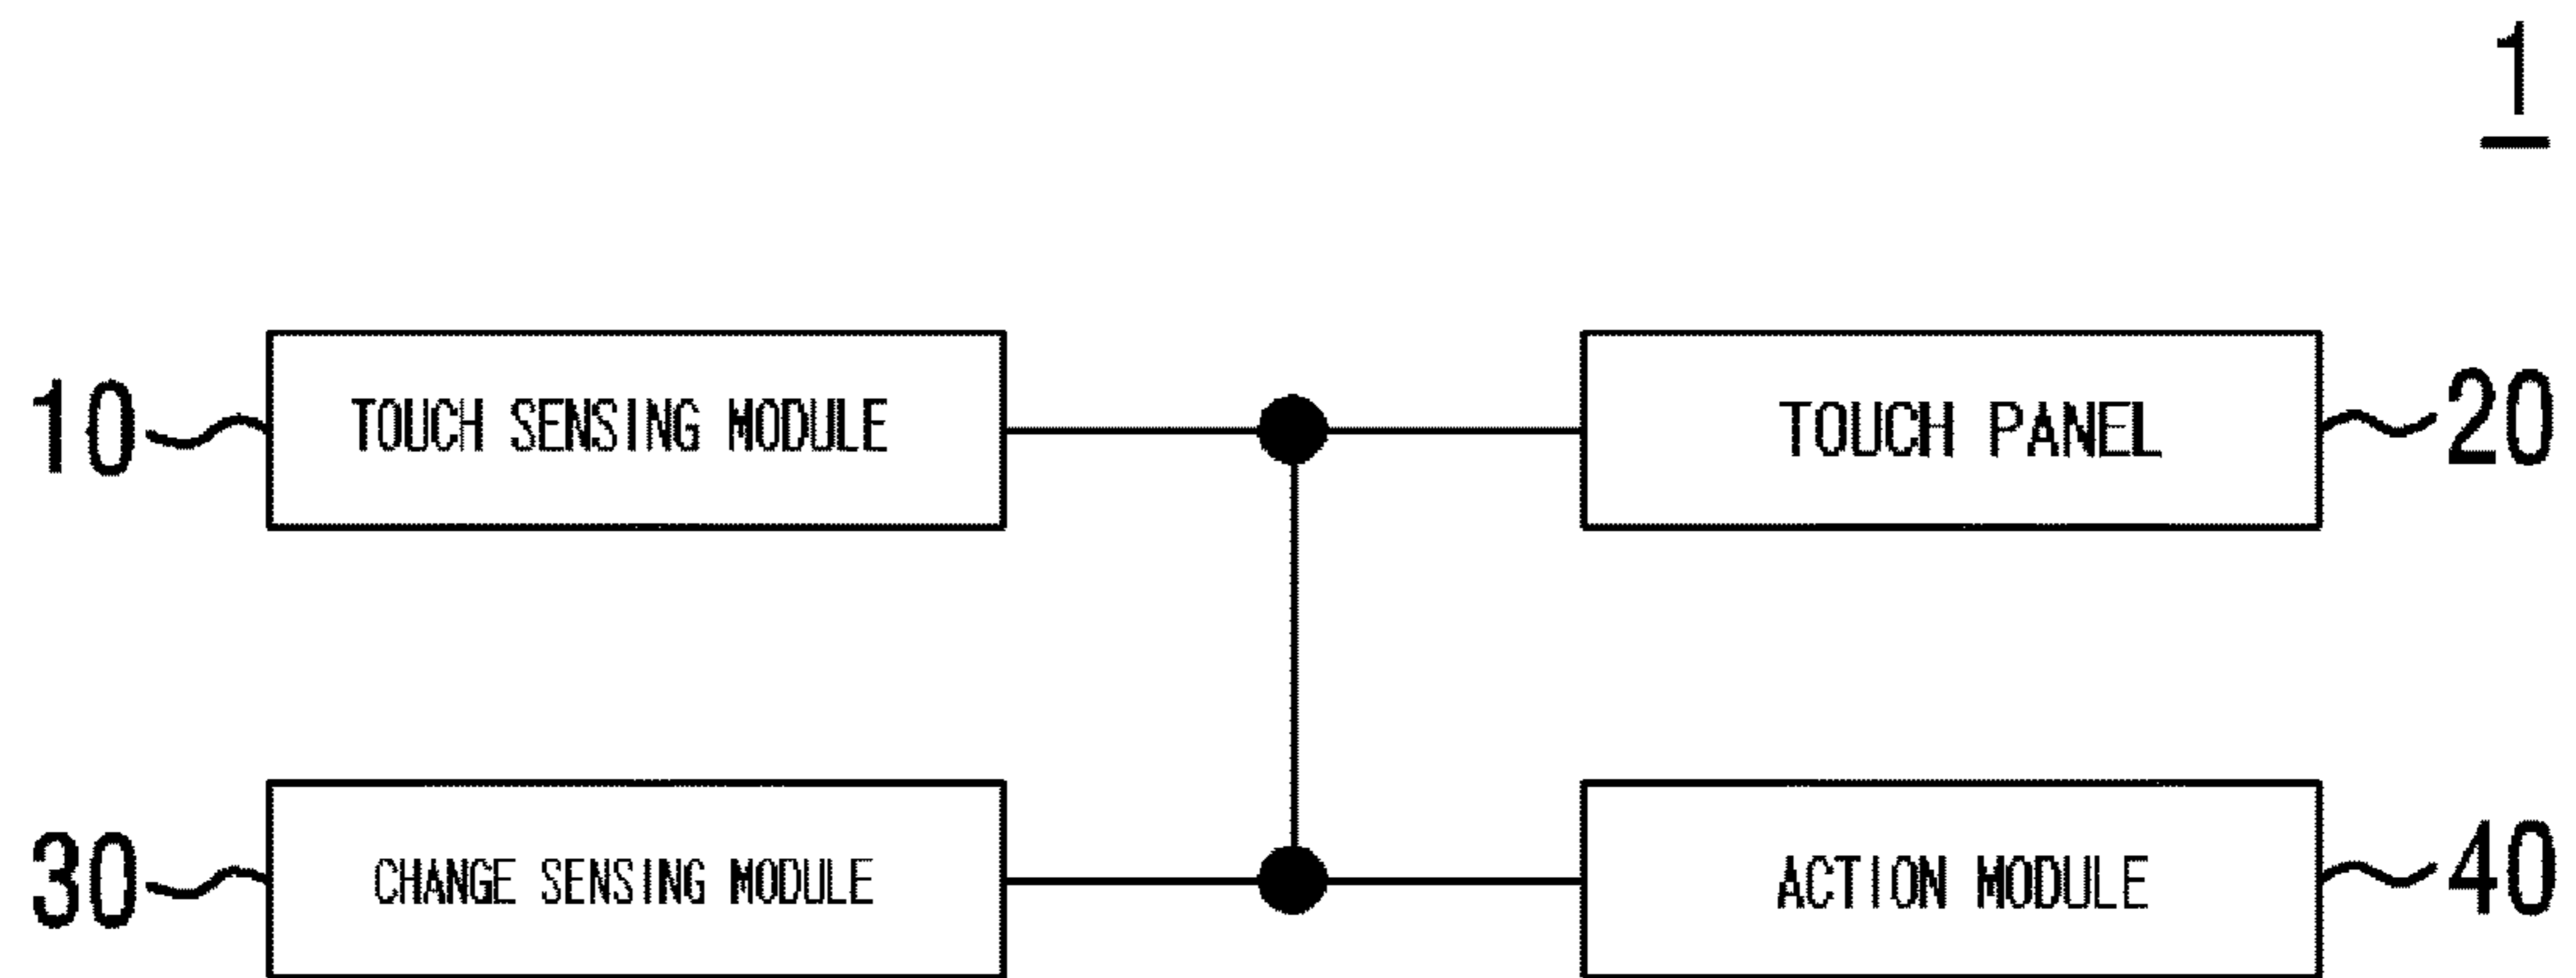 1
10 TOUCH SENSING MODULE TOUCH PANEL 20
30 CHANGE SENSING MODULE ACTION MODULE 40